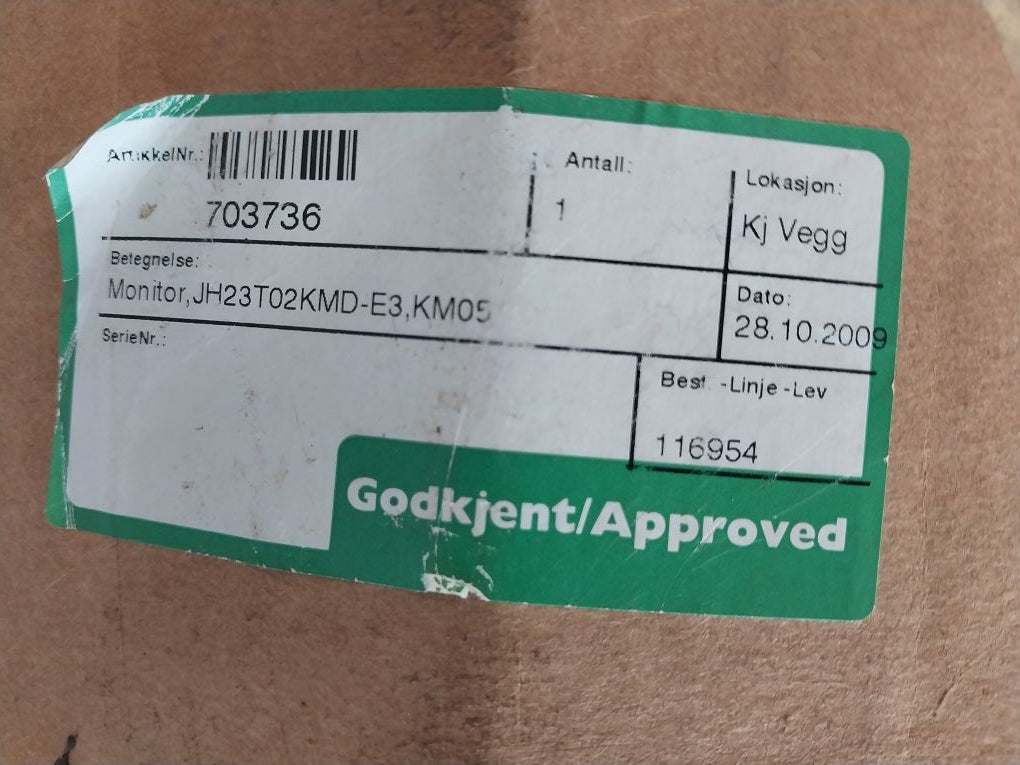 ArtikkelNr.:
703736
Antall:
1
Lokasjon:
Kj Vegg
Betegnelse:
Monitor,JH23T02KMD-E3,KM05
Dato:
28.10.2009
SerieNr.:
Best. -Linje -Lev
116954
Godkjent/Approved